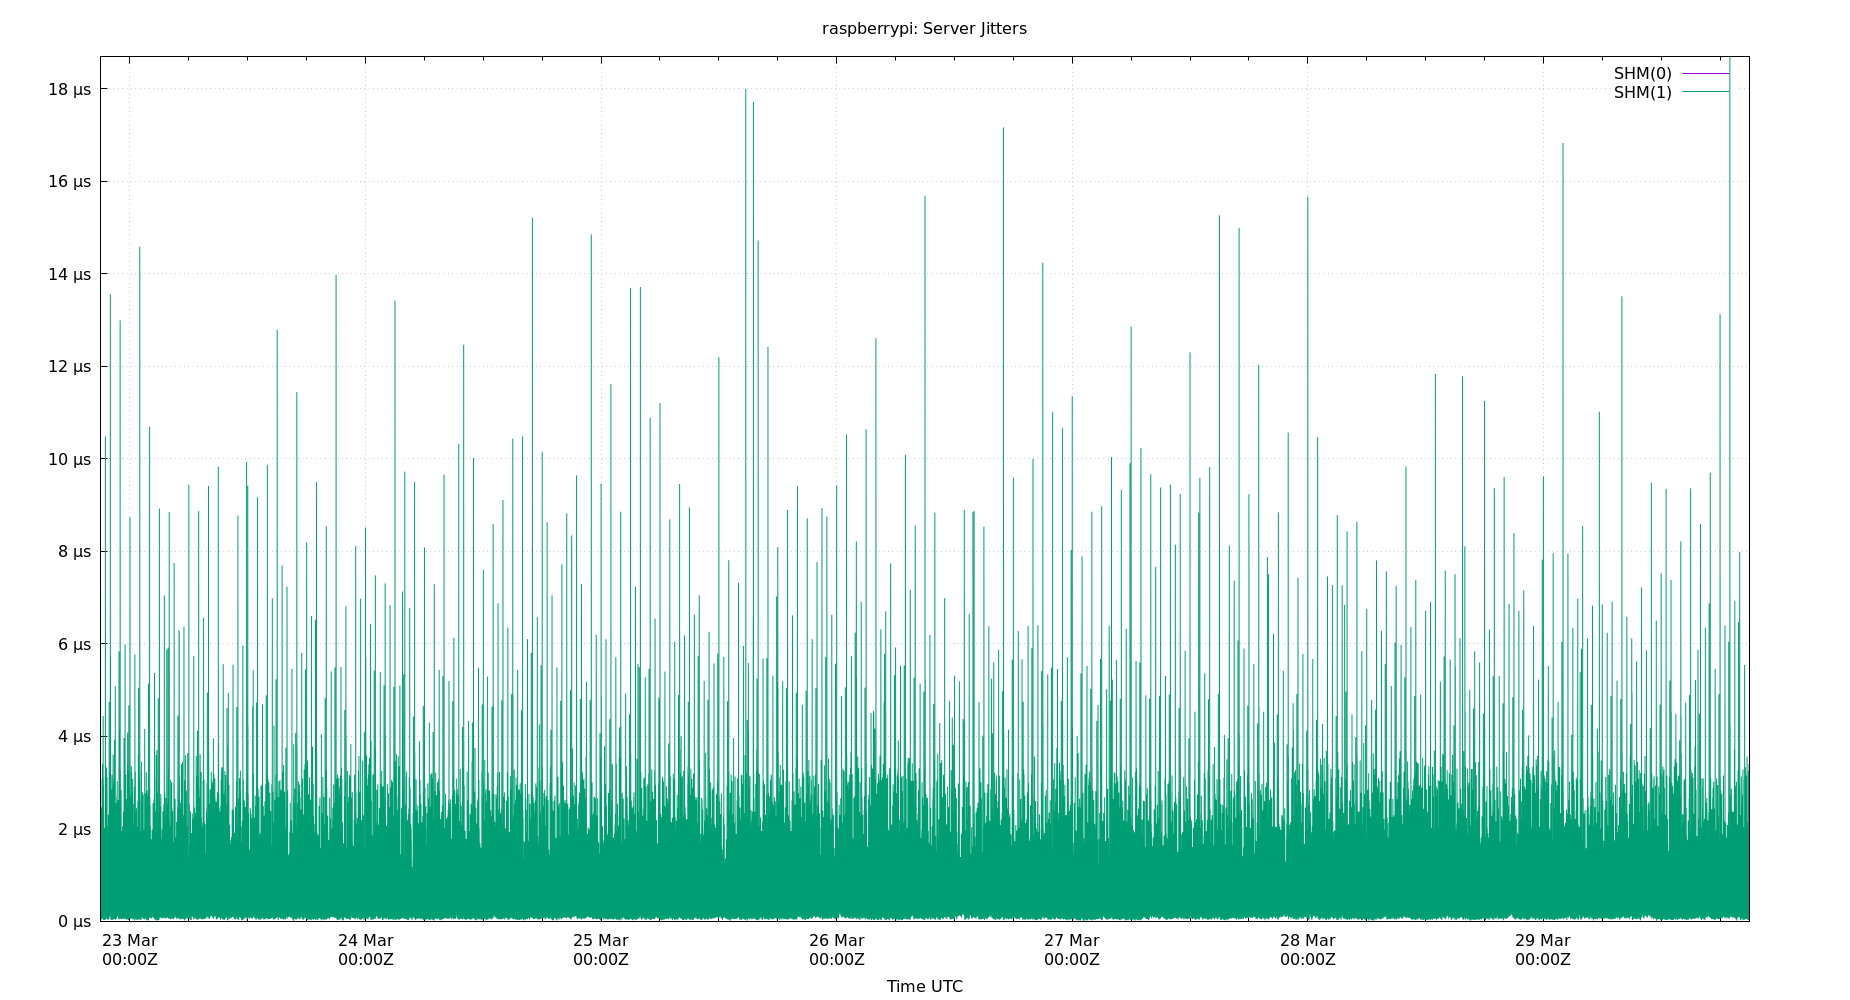 raspberrypi: Server Jitters
SHM(0)
SHM(1)
18 µs
16 µs
14 µs
12 µs
10 µs
8 µs
6 µs
4 µs
2 µs
0 µs
23 Mar 24 Mar 25 Mar 26 Mar 27 Mar 28 Mar 29 Mar
00:00Z 00:00Z 00:00Z 00:00Z 00:00Z 00:00Z 00:00Z
Time UTC